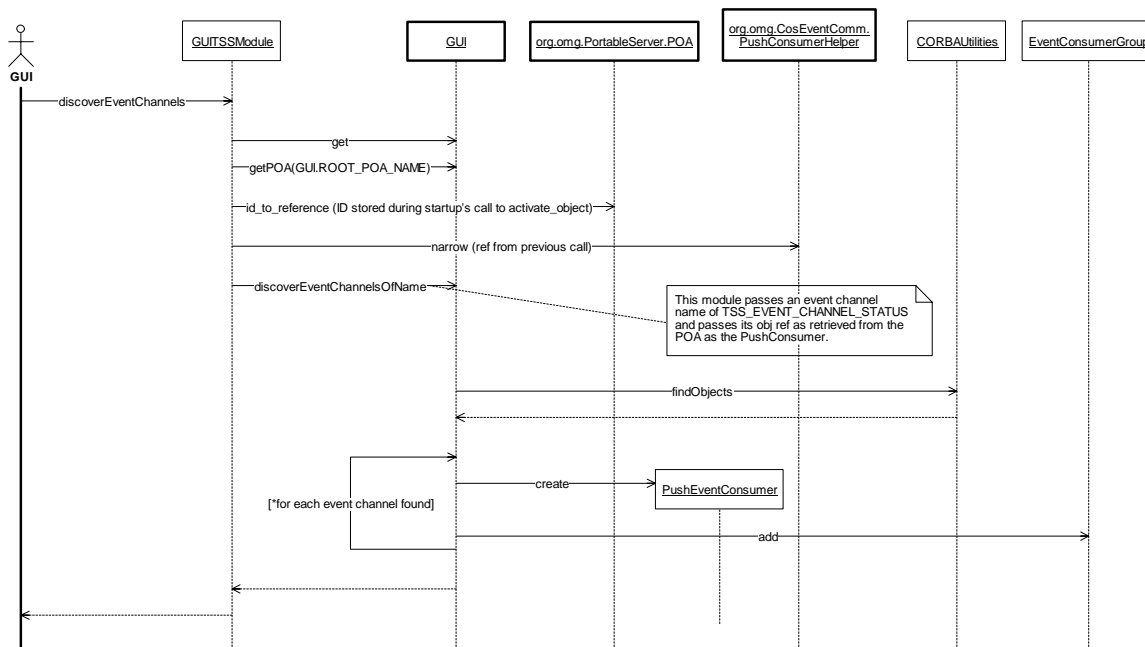 GUITSSModule
GUI
org.omg.PortableServer.POA
org.omg.CosEventComm.
PushConsumerHelper
CORBAUtilities
EventConsumerGroup
GUI
discoverEventChannels
get
getPOA(GUI.ROOT_POA_NAME)
id_to_reference (ID stored during startup's call to activate_object)
narrow (ref from previous call)
discoverEventChannelsOfName
This module passes an event channel
name of TSS_EVENT_CHANNEL_STATUS
and passes its obj ref as retrieved from the
POA as the PushConsumer.
findObjects
create
PushEventConsumer
[*for each event channel found]
add